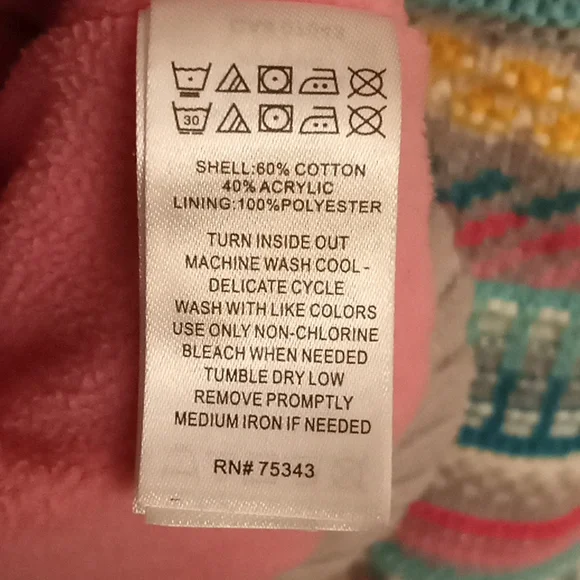 30
SHELL:60% COTTON
40% ACRYLIC
LINING:100%POLYESTER
TURN INSIDE OUT
MACHINE WASH COOL-
DELICATE CYCLE
WASH WITH LIKE COLORS
USE ONLY NON-CHLORINE
BLEACH WHEN NEEDED
TUMBLE DRY LOW
REMOVE PROMPTLY
MEDIUM IRON IF NEEDED
RN# 75343